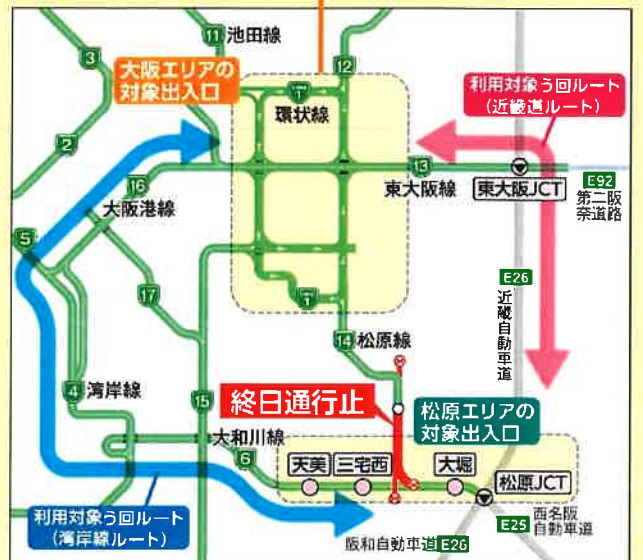 11 池田線
3
大阪エリアの
対象出入口
12
1
環状線
利用対象う回ルート
(近畿道ルート)
2
16
大阪港線
13
東大阪線
東大阪JCT
E92
第二阪
奈道路
5
17
1
E26
近畿自動車道
14 松原線
4 湾岸線
15
終日通行止
松原エリアの
対象出入口
大和川線
6
天美
三宅西
大堀
松原JCT
利用対象う回ルート
(湾岸線ルート)
阪和自動車道 E26
E25
西名阪
自動車道